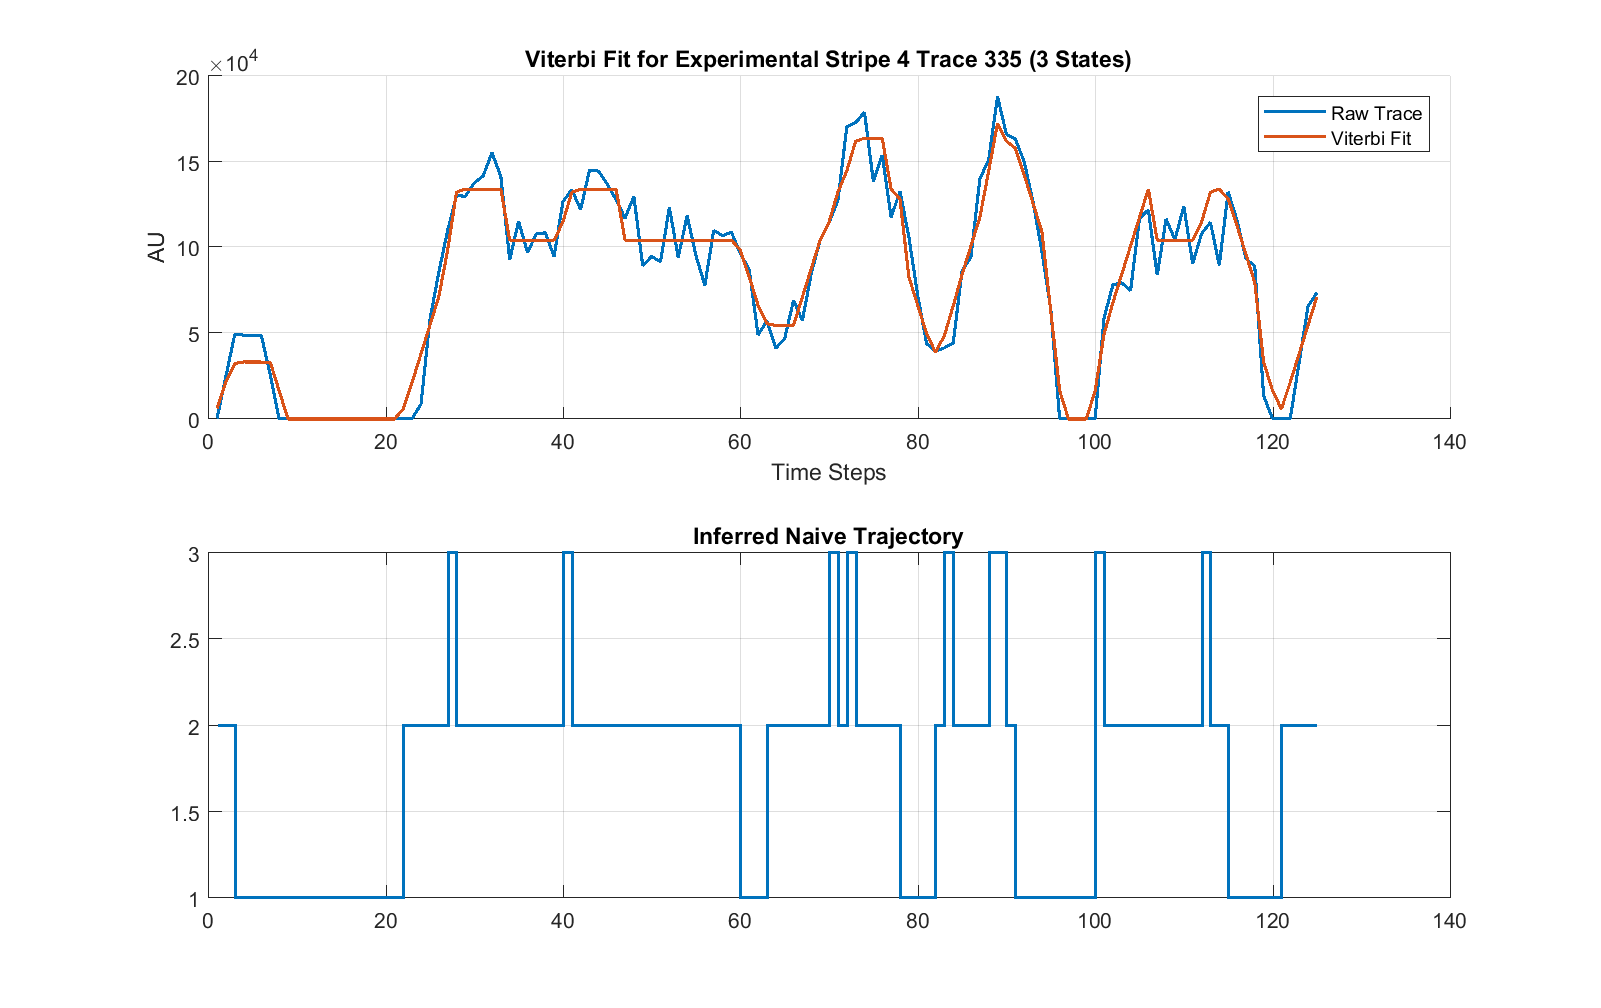 Viterbi Fit for Experimental Stripe 4 Trace 335 (3 States)
×10^4
20
15
10
5
0
AU
Raw Trace
Viterbi Fit
0 20 40 60 80 100 120 140
Time Steps
Inferred Naive Trajectory
3
2.5
2
1.5
1
0 20 40 60 80 100 120 140